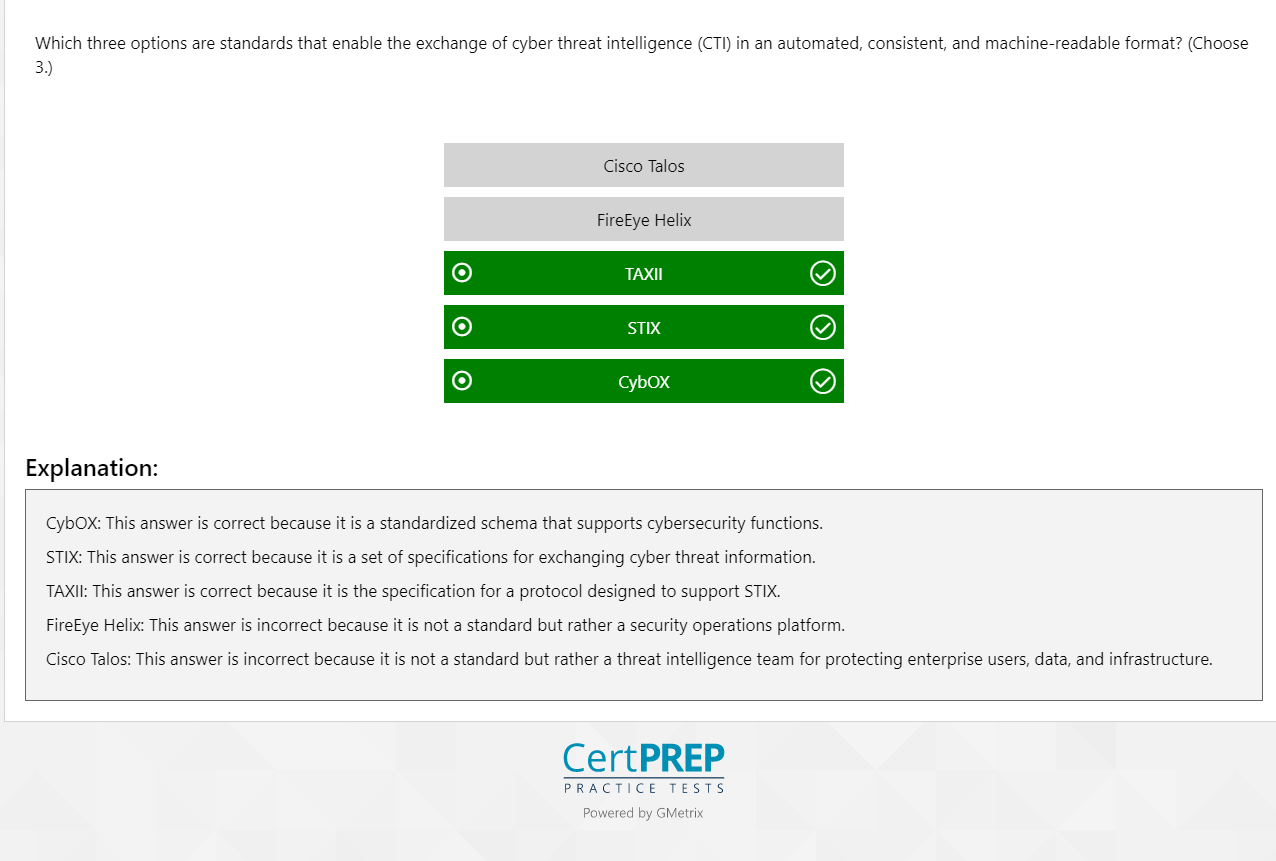 Which three options are standards that enable the exchange of cyber threat intelligence (CTI) in an automated, consistent, and machine-readable format? (Choose
3.)
Cisco Talos
FireEye Helix
TAXII
STIX
CybOX
Explanation:
CybOX: This answer is correct because it is a standardized schema that supports cybersecurity functions.
STIX: This answer is correct because it is a set of specifications for exchanging cyber threat information.
TAXII: This answer is correct because it is the specification for a protocol designed to support STIX.
FireEye Helix: This answer is incorrect because it is not a standard but rather a security operations platform.
Cisco Talos: This answer is incorrect because it is not a standard but rather a threat intelligence team for protecting enterprise users, data, and infrastructure.
CertPREP
PRACTICE TESTS
Powered by GMetrix